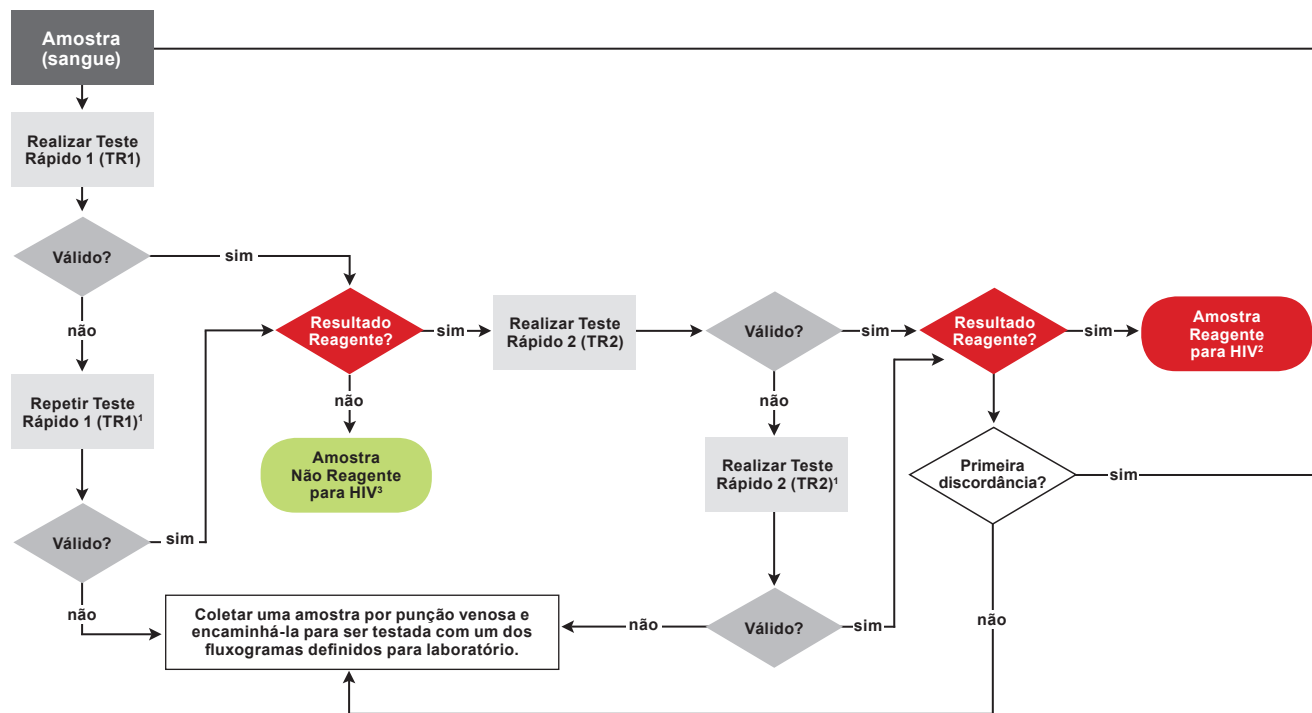 Amostra
(sangue)
Realizar Teste
Rápido 1 (TR1)
Válido?
sim
não
Repetir Teste
Rápido 1 (TR1)¹
Válido?
sim
não
Resultado
Reagente?
sim
não
Amostra
Não Reagente
para HIV³
Realizar Teste
Rápido 2 (TR2)
Válido?
sim
não
Realizar Teste
Rápido 2 (TR2)¹
Válido?
sim
não
Resultado
Reagente?
sim
Amostra
Reagente
para HIV²
Primeira
discordância?
sim
não
Coletar uma amostra por punção venosa e
encaminhá-la para ser testada com um dos
fluxogramas definidos para laboratório.